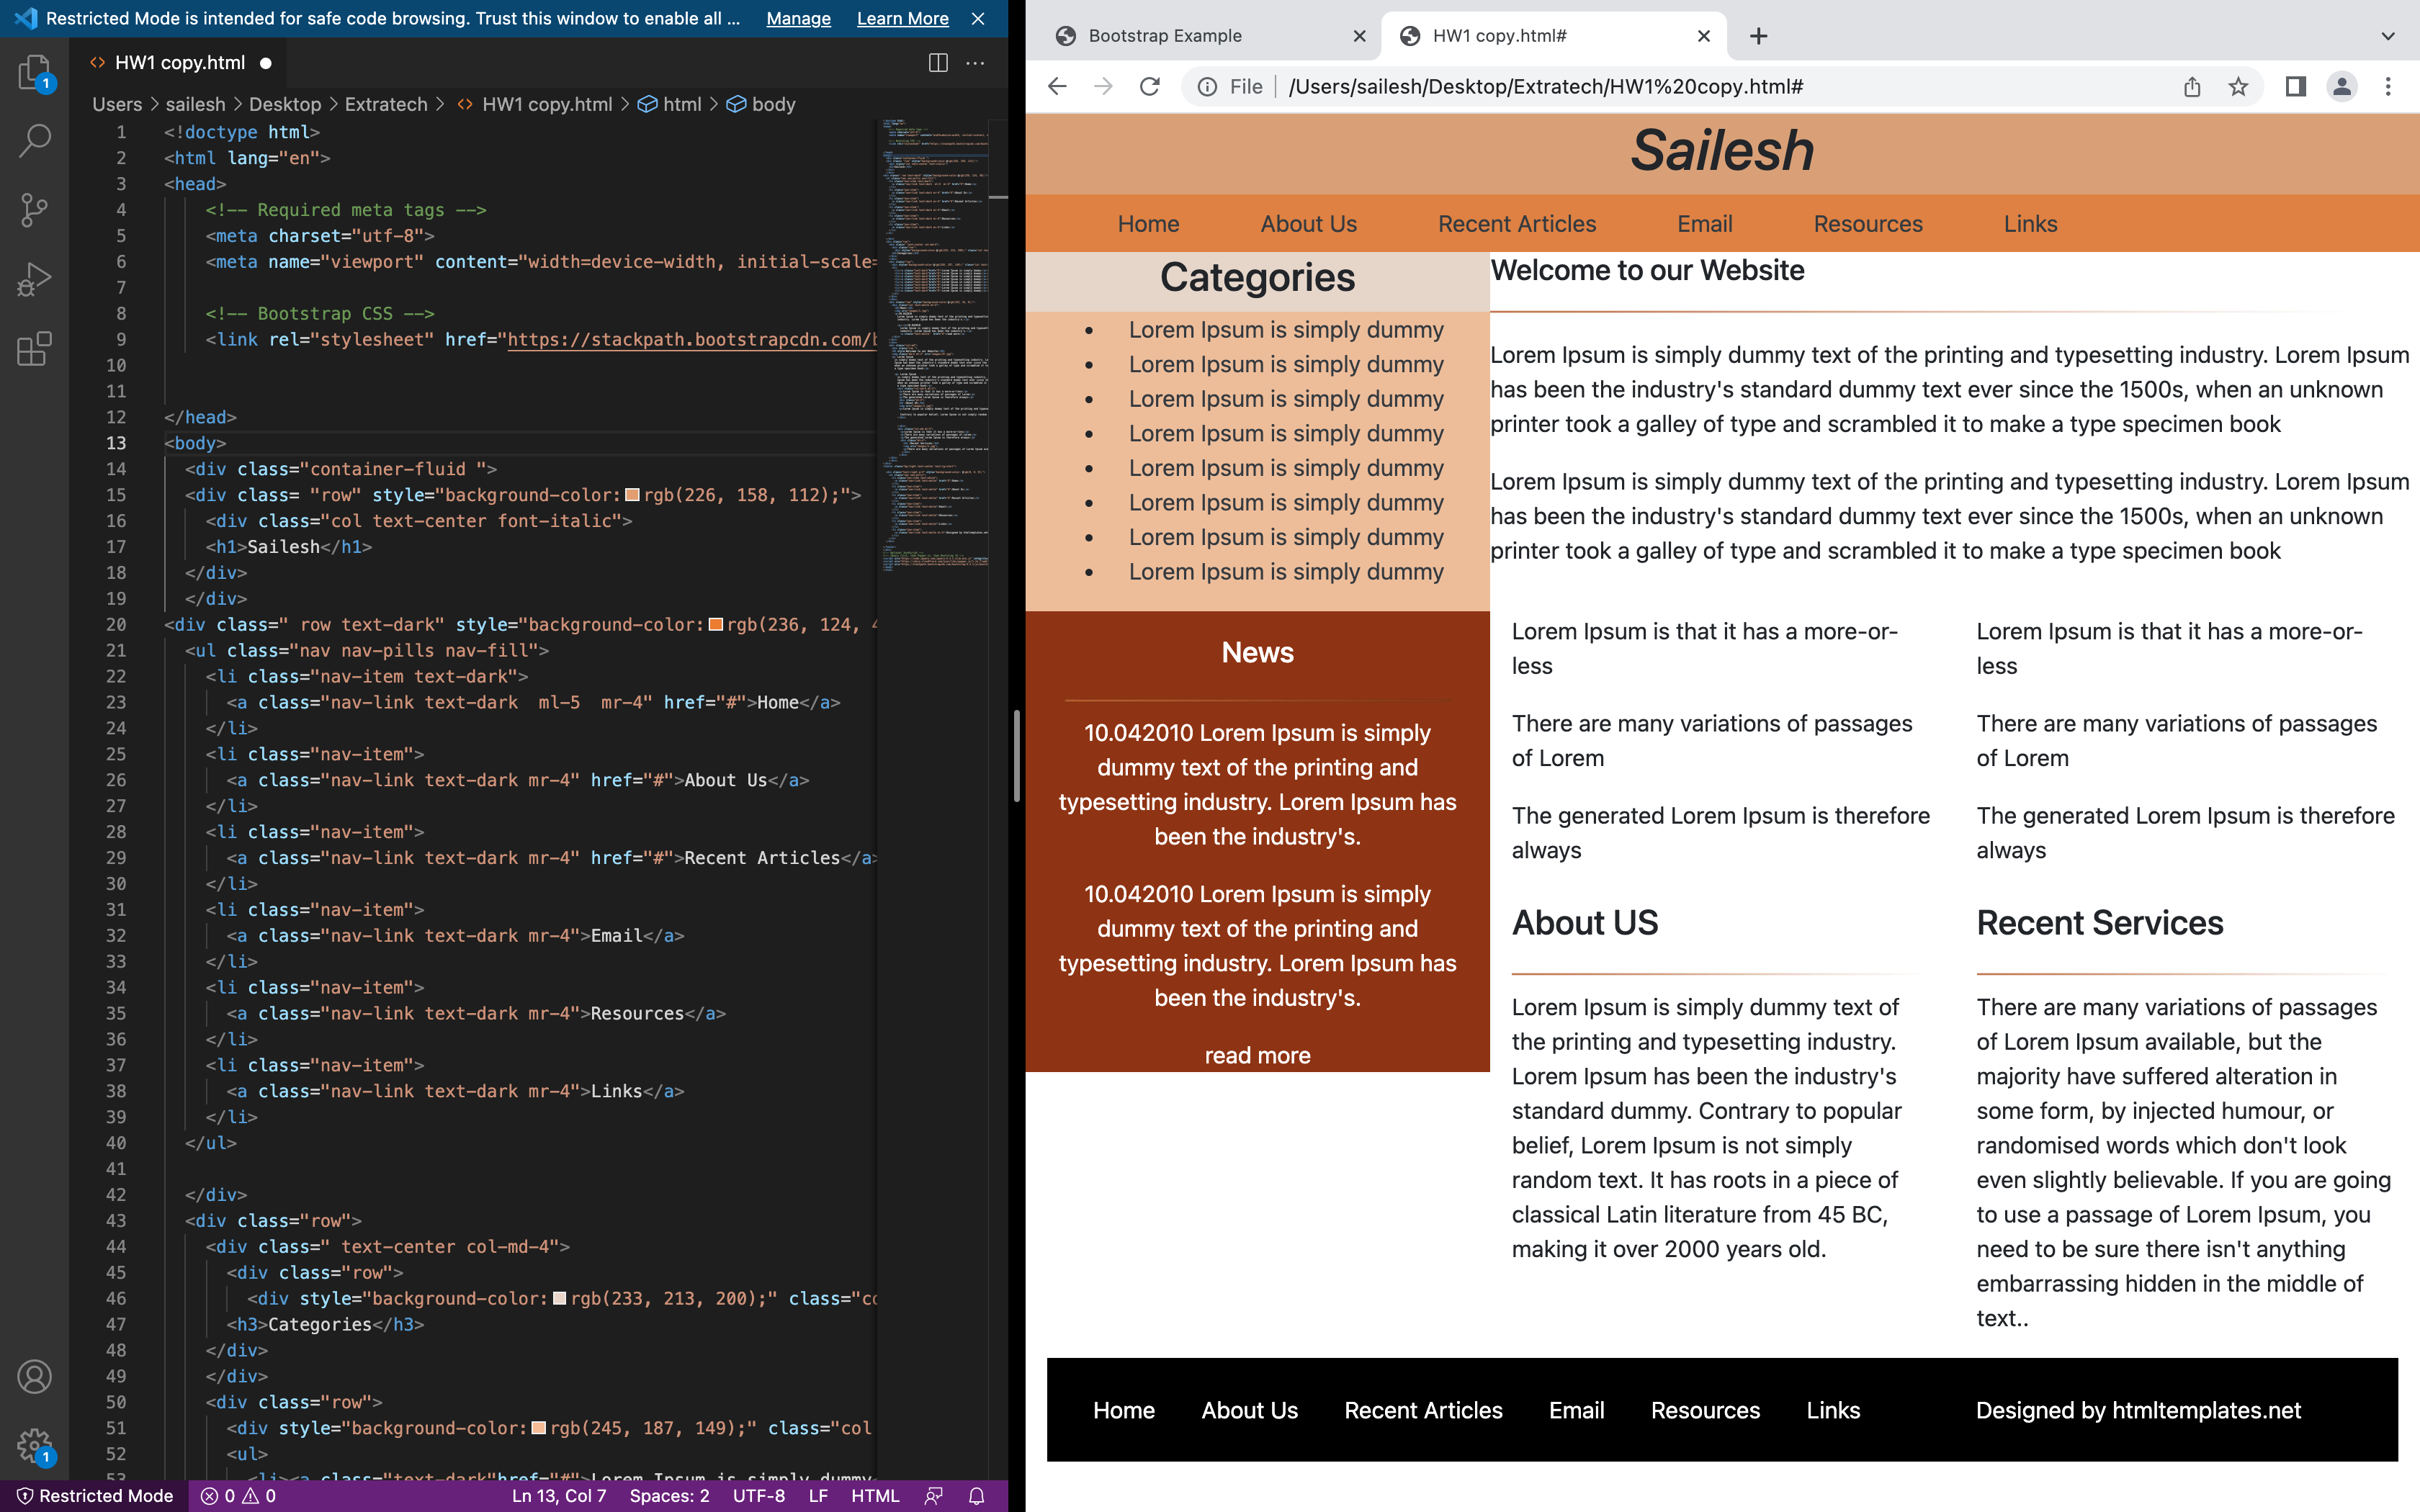 Restricted Mode is intended for safe code browsing. Trust this window to enable all ... Manage Learn More
HW1 copy.html
Users > sailesh > Desktop > Extratech > HW1 copy.html > html > body
1 <!doctype html>
2 <html lang="en">
3 <head>
4 <!-- Required meta tags -->
5 <meta charset="utf-8">
6 <meta name="viewport" content="width=device-width, initial-scale=
7
8 <!-- Bootstrap CSS -->
9 <link rel="stylesheet" href="https://stackpath.bootstrapcdn.com/b
10
11
12 </head>
13 <body>
14 <div class="container-fluid ">
15 <div class= "row" style="background-color:rgb(226, 158, 112);">
16 <div class="col text-center font-italic">
17 <h1>Sailesh</h1>
18 </div>
19 </div>
20 <div class=" row text-dark" style="background-color:rgb(236, 124, 4
21 <ul class="nav nav-pills nav-fill">
22 <li class="nav-item text-dark">
23 <a class="nav-link text-dark  ml-5  mr-4" href="#">Home</a>
24 </li>
25 <li class="nav-item">
26 <a class="nav-link text-dark mr-4" href="#">About Us</a>
27 </li>
28 <li class="nav-item">
29 <a class="nav-link text-dark mr-4" href="#">Recent Articles</a>
30 </li>
31 <li class="nav-item">
32 <a class="nav-link text-dark mr-4">Email</a>
33 </li>
34 <li class="nav-item">
35 <a class="nav-link text-dark mr-4">Resources</a>
36 </li>
37 <li class="nav-item">
38 <a class="nav-link text-dark mr-4">Links</a>
39 </li>
40 </ul>
41
42 </div>
43 <div class="row">
44 <div class=" text-center col-md-4">
45 <div class="row">
46 <div style="background-color:rgb(233, 213, 200);" class="co
47 <h3>Categories</h3>
48 </div>
49 </div>
50 <div class="row">
51 <div style="background-color:rgb(245, 187, 149);" class="col
52 <ul>
53 <li><a class="text-dark"href="#">Lorem Ipsum is simply dummy
1
1
Restricted Mode 0 0 Ln 13, Col 7 Spaces: 2 UTF-8 LF HTML
Bootstrap Example
HW1 copy.html#
File /Users/sailesh/Desktop/Extratech/HW1%20copy.html#
Sailesh
Home About Us Recent Articles Email Resources Links
Categories
• Lorem Ipsum is simply dummy
• Lorem Ipsum is simply dummy
• Lorem Ipsum is simply dummy
• Lorem Ipsum is simply dummy
• Lorem Ipsum is simply dummy
• Lorem Ipsum is simply dummy
• Lorem Ipsum is simply dummy
• Lorem Ipsum is simply dummy
News
10.042010 Lorem Ipsum is simply
dummy text of the printing and
typesetting industry. Lorem Ipsum has
been the industry's.
10.042010 Lorem Ipsum is simply
dummy text of the printing and
typesetting industry. Lorem Ipsum has
been the industry's.
read more
Welcome to our Website
Lorem Ipsum is simply dummy text of the printing and typesetting industry. Lorem Ipsum
has been the industry's standard dummy text ever since the 1500s, when an unknown
printer took a galley of type and scrambled it to make a type specimen book
Lorem Ipsum is simply dummy text of the printing and typesetting industry. Lorem Ipsum
has been the industry's standard dummy text ever since the 1500s, when an unknown
printer took a galley of type and scrambled it to make a type specimen book
Lorem Ipsum is that it has a more-or-
less
There are many variations of passages
of Lorem
The generated Lorem Ipsum is therefore
always
About US
Lorem Ipsum is simply dummy text of
the printing and typesetting industry.
Lorem Ipsum has been the industry's
standard dummy. Contrary to popular
belief, Lorem Ipsum is not simply
random text. It has roots in a piece of
classical Latin literature from 45 BC,
making it over 2000 years old.
Lorem Ipsum is that it has a more-or-
less
There are many variations of passages
of Lorem
The generated Lorem Ipsum is therefore
always
Recent Services
There are many variations of passages
of Lorem Ipsum available, but the
majority have suffered alteration in
some form, by injected humour, or
randomised words which don't look
even slightly believable. If you are going
to use a passage of Lorem Ipsum, you
need to be sure there isn't anything
embarrassing hidden in the middle of
text..
Home About Us Recent Articles Email Resources Links Designed by htmltemplates.net